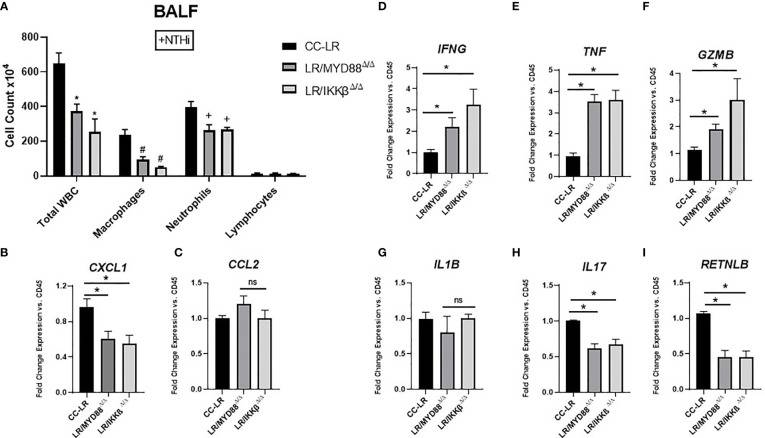 A
BALF
+NTHi
CC-LR
LR/MYD88Δ/Δ
LR/IKKβΔ/Δ
Cell Count x10⁴
800
600
400
200
0
* * # # + +
Total WBC
Macrophages
Neutrophils
Lymphocytes
D
IFNG
Fold Change Expression vs. CD45
5
4
3
2
1
0
*
*
CC-LR
LR/MYD88Δ/Δ
LR/IKKβΔ/Δ
E
TNF
Fold Change Expression vs. CD45
5
4
3
2
1
0
*
*
CC-LR
LR/MYD88Δ/Δ
LR/IKKβΔ/Δ
F
GZMB
Fold Change Expression vs. CD45
5
4
3
2
1
0
*
*
CC-LR
LR/MYD88Δ/Δ
LR/IKKβΔ/Δ
B
CXCL1
Fold Change Expression vs. CD45
1.2
0.8
0.4
0.0
*
*
CC-LR
LR/MYD88Δ/Δ
LR/IKKß Δ/Δ
C
CCL2
Fold Change Expression vs. CD45
1.5
1.0
0.5
0.0
ns
CC-LR
LR/MYD88Δ/Δ
LR/IKKβΔ/Δ
G
IL1B
Fold Change Expression vs. CD45
1.5
1.0
0.5
0.0
ns
CC-LR
LR/MYD88Δ/Δ
LR/IKKß Δ/Δ
H
IL17
Fold Change Expression vs. CD45
1.5
1.0
0.5
0.0
*
*
CC-LR
LR/MYD88Δ/Δ
LR/IKKß Δ/Δ
I
RETNLB
Fold Change Expression vs. CD45
1.5
1.0
0.5
0.0
*
*
CC-LR
LR/MYD88Δ/Δ
LR/IKKß Δ/Δ